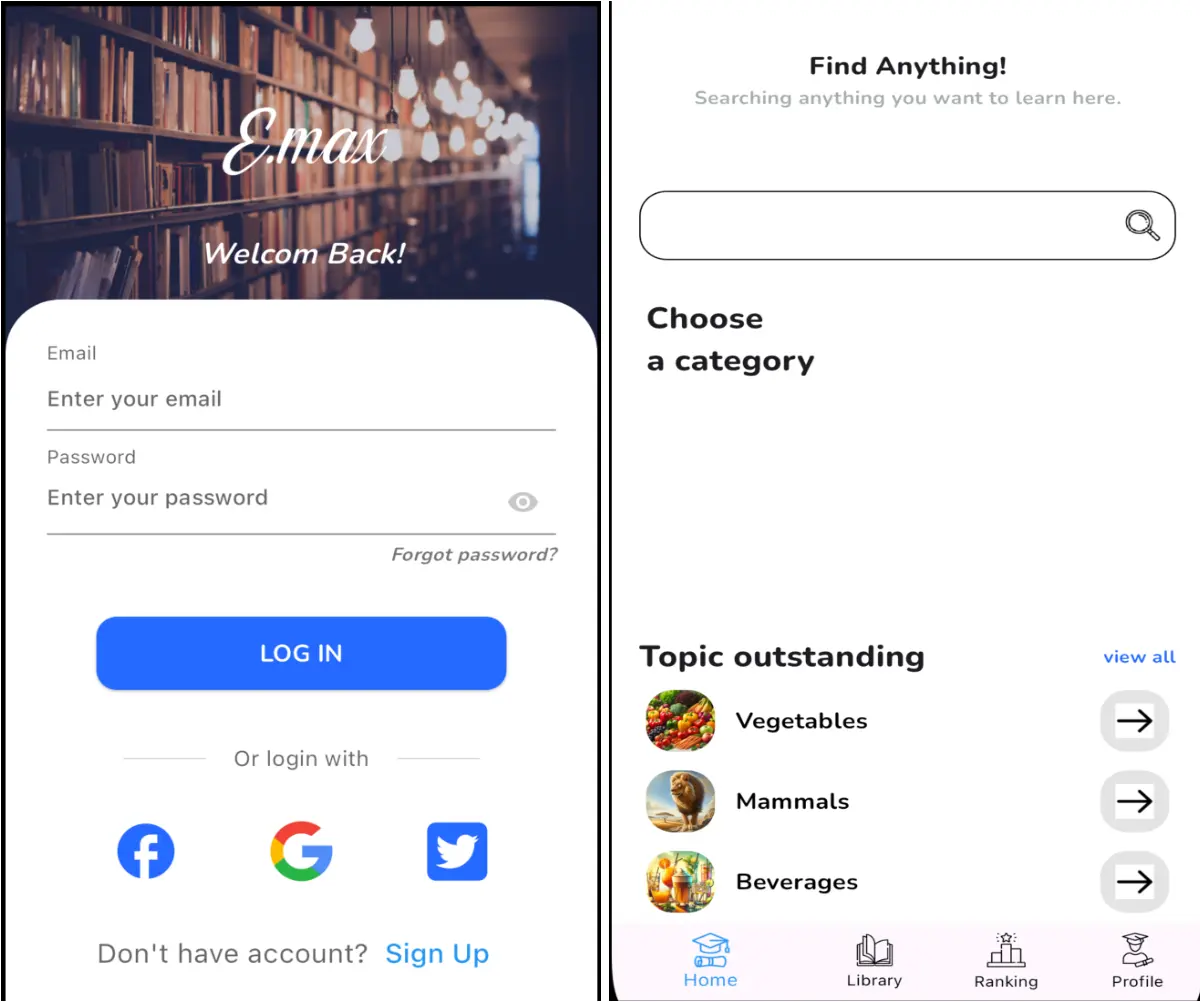 E.max
Welcom Back!
Email
Enter your email
Password
Enter your password
Forgot password?
LOG IN
Or login with
Don't have account? Sign Up
Find Anything!
Searching anything you want to learn here.
Choose
a category
Topic outstanding view all
Vegetables
Mammals
Beverages
Home Library Ranking Profile